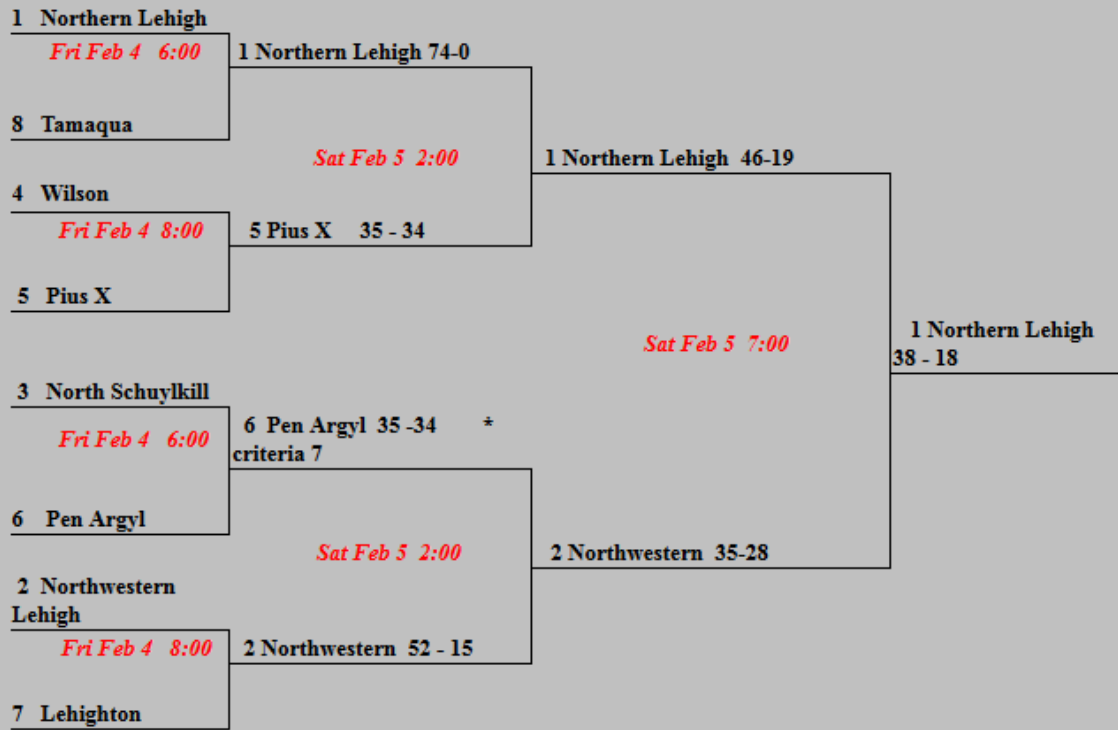 1 Northern Lehigh
Fri Feb 4 6:00
1 Northern Lehigh 74-0
8 Tamaqua
Sat Feb 5 2:00
1 Northern Lehigh 46-19
4 Wilson
Fri Feb 4 8:00
5 Pius X 35 - 34
5 Pius X
Sat Feb 5 7:00
1 Northern Lehigh
38 - 18
3 North Schuylkill
Fri Feb 4 6:00
6 Pen Argyl 35 -34 *
criteria 7
6 Pen Argyl
Sat Feb 5 2:00
2 Northwestern 35-28
2 Northwestern
Lehigh
Fri Feb 4 8:00
2 Northwestern 52 - 15
7 Lehighton